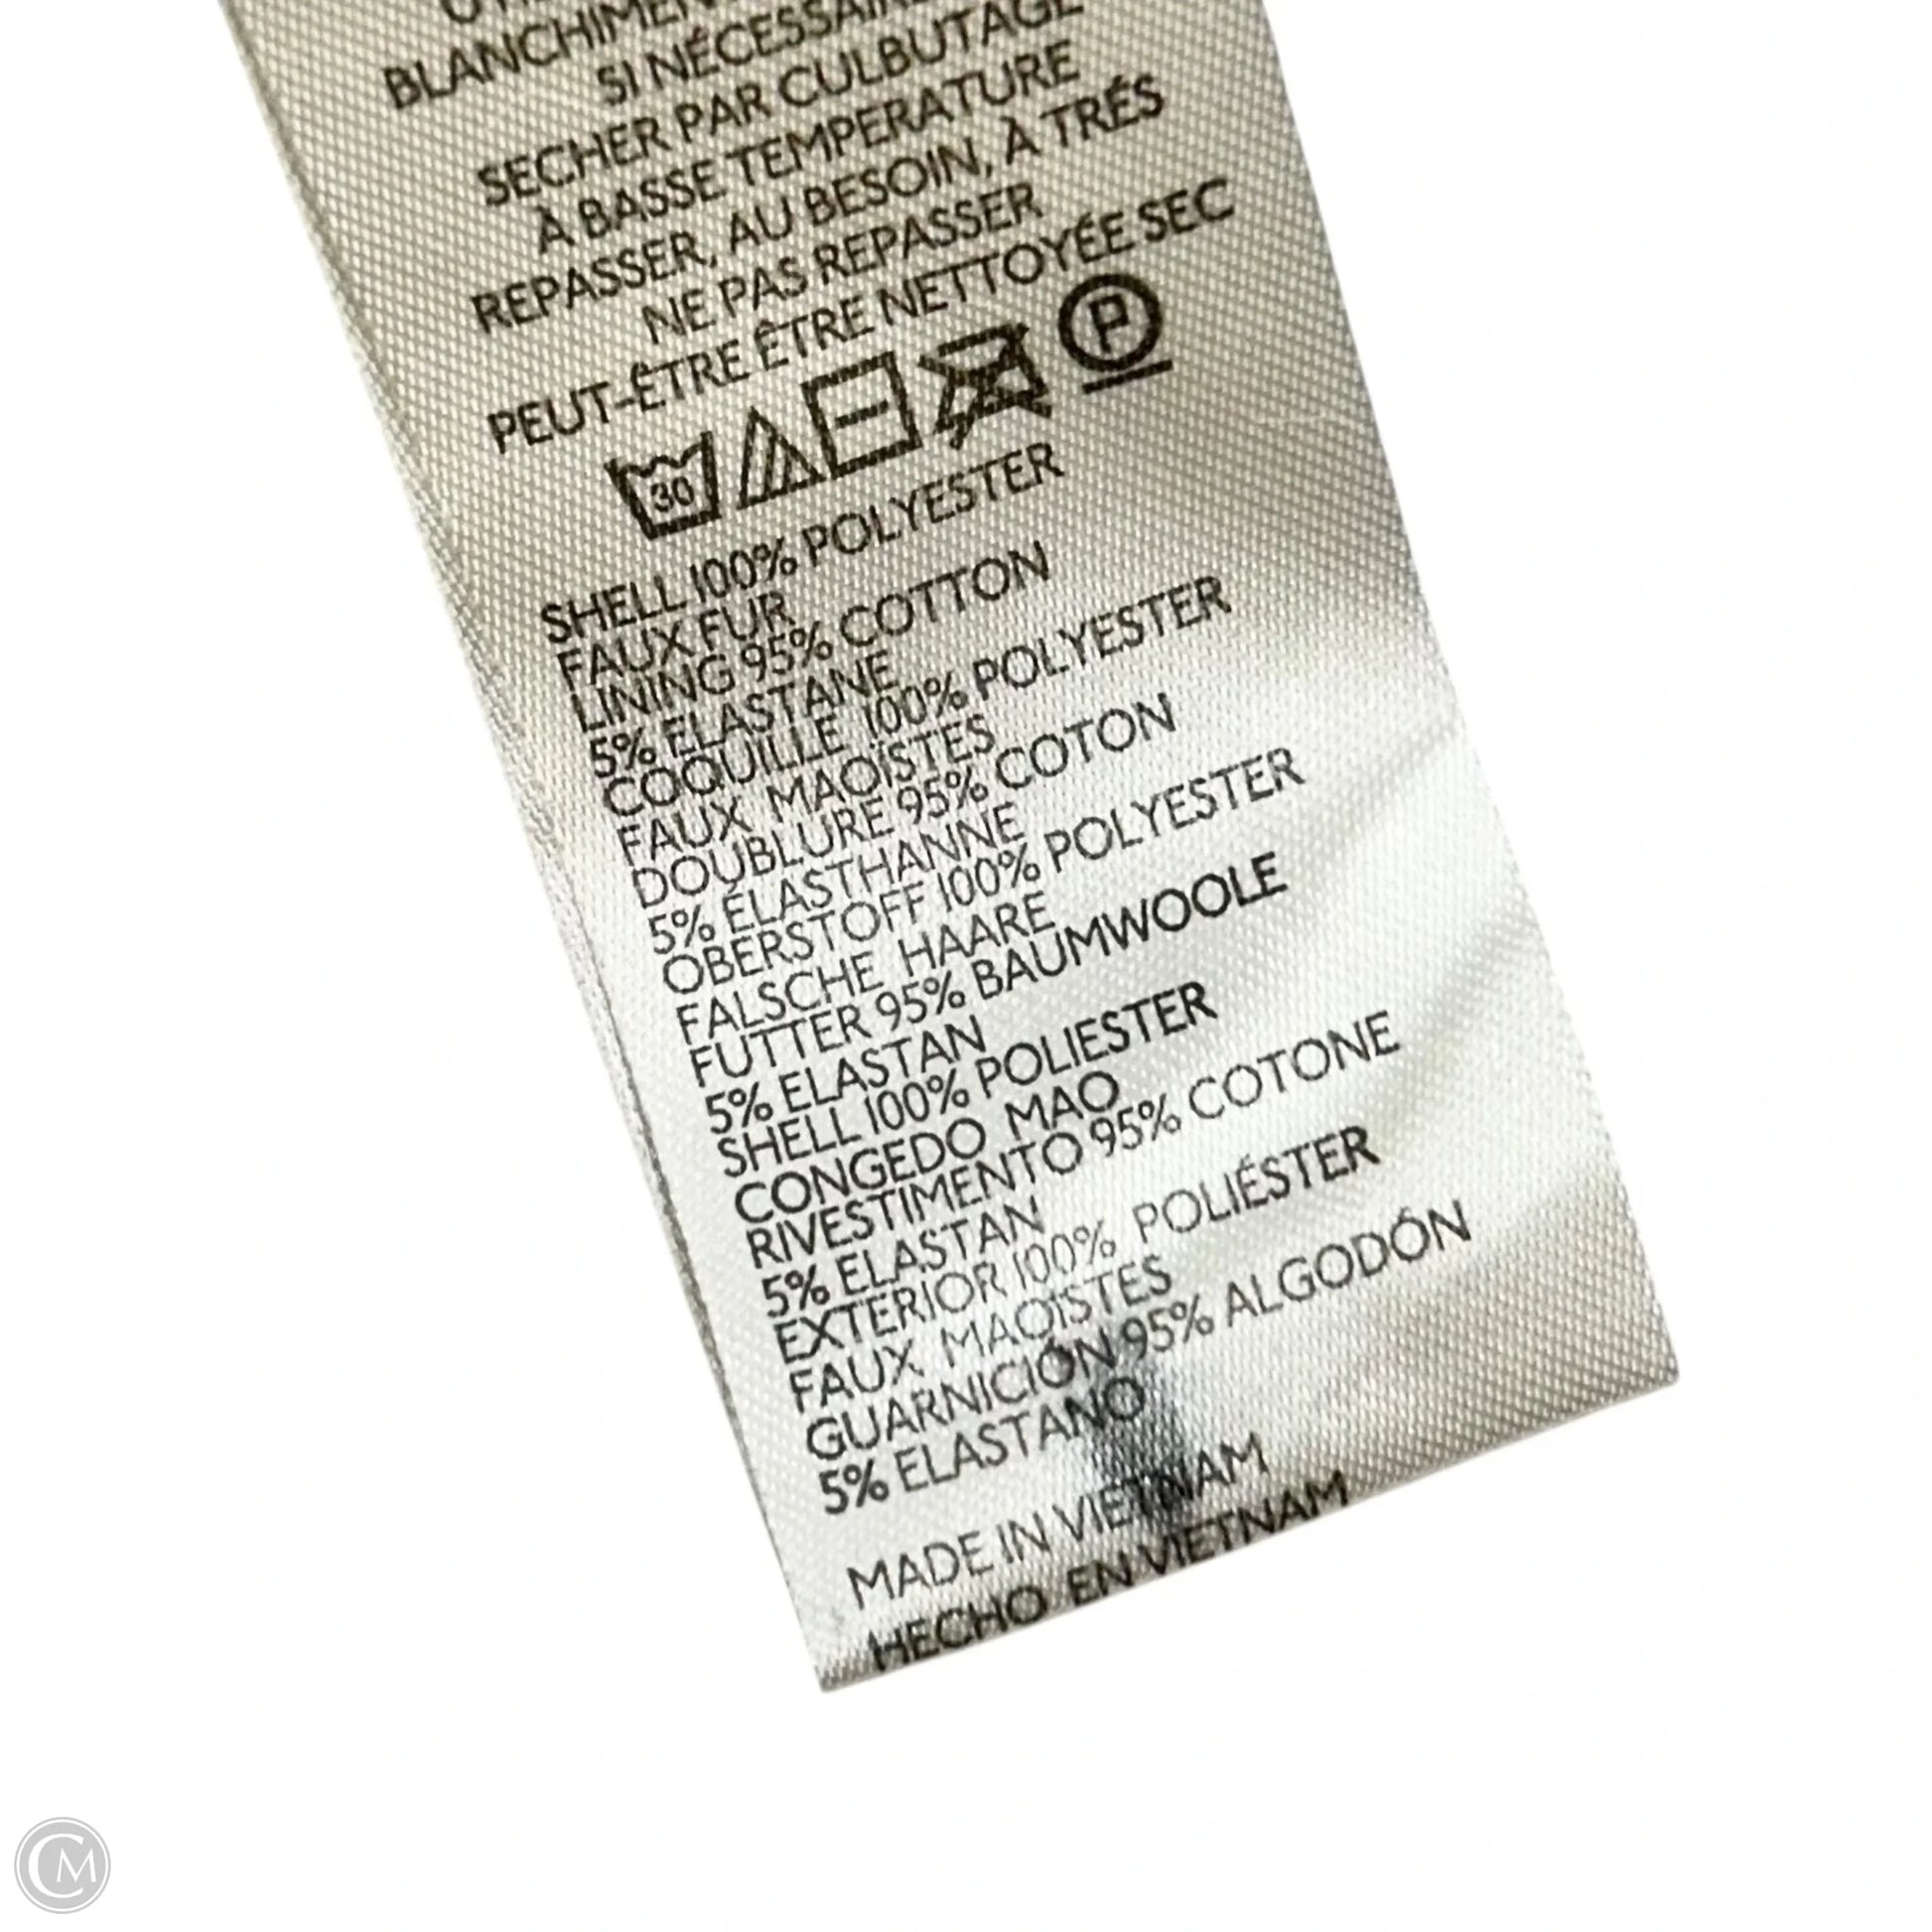 BLANCHIMEN
SI NÉCESSAIRE
SECHER PAR CULBUTAGE
À BASSE TEMPERATURE
REPASSER, AU BESOIN, À TRÉS
NE PAS REPASSER
PEUT-ÊTRE ÊTRE NETTOYÉE SEC
30 P
SHELL 100% POLYESTER
FAUX FUR
LINING 95% COTTON
5% ELASTANE
COQUILLE 100% POLYESTER
FAUX MAOÏSTES
DOUBLURE 95% COTON
5% ÉLASTHANNE
OBERSTOFF 100% POLYESTER
FALSCHE HAARE
FUTTER 95% BAUMWOOLE
5% ELASTAN
SHELL 100% POLIESTER
CONGEDO MAO
RIVESTIMENTO 95% COTONE
5% ELASTAN
EXTERIOR 100% POLIÉSTER
FAUX MAOÏSTES
GUARNICIÓN 95% ALGODÓN
5% ELASTANO
MADE IN VIETNAM
HECHO EN VIETNAM
CM